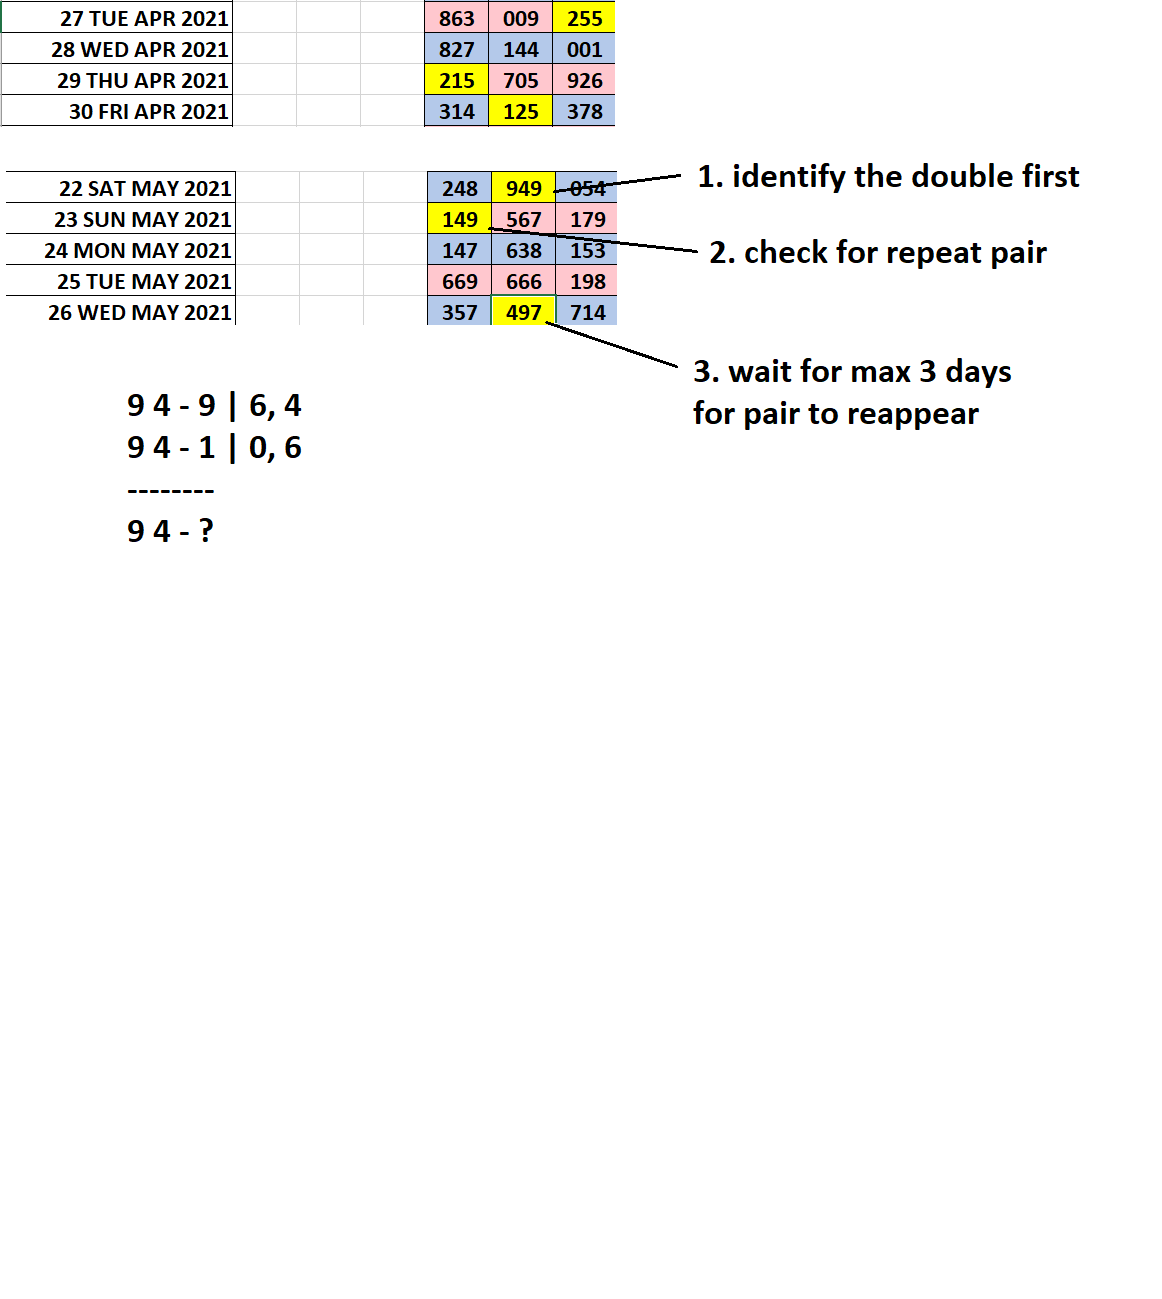 27 TUE APR 2021 863 009 255
28 WED APR 2021 827 144 001
29 THU APR 2021 215 705 926
30 FRI APR 2021 314 125 378
22 SAT MAY 2021 248 949 054
1. identify the double first
23 SUN MAY 2021 149 567 179
24 MON MAY 2021 147 638 153
2. check for repeat pair
25 TUE MAY 2021 669 666 198
26 WED MAY 2021 357 497 714
3. wait for max 3 days
for pair to reappear
9 4 - 9 | 6, 4
9 4 - 1 | 0, 6
--------
9 4 - ?